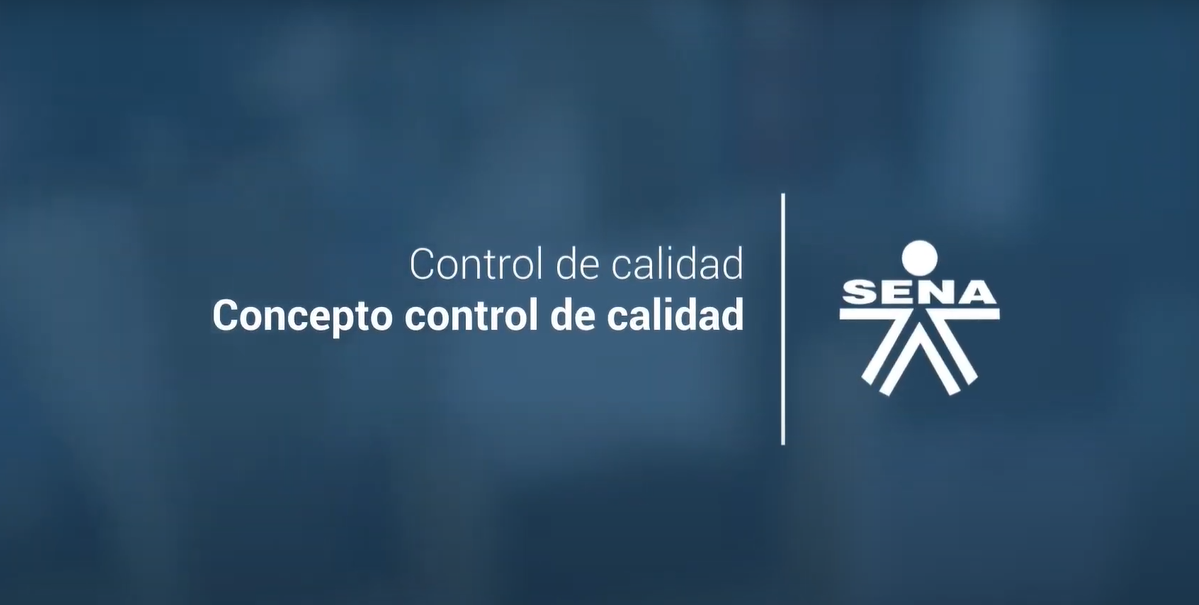 Control de calidad
Concepto control de calidad
SENA